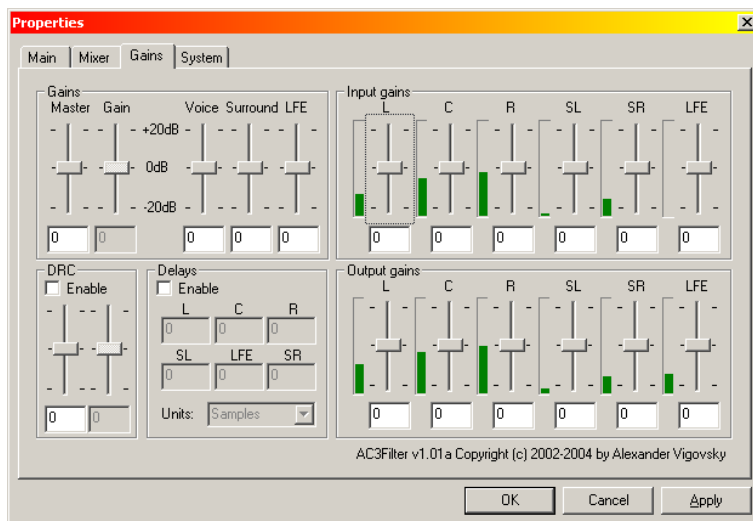 Properties
Main Mixer Gains System
Gains
Master Gain Voice Surround LFE
+20dB
0dB
-20dB
0 0 0 0 0
DRC
Enable
0 0
Delays
Enable
L C R
0 0 0
SL LFE SR
0 0 0
Units: Samples
Input gains
L C R SL SR LFE
0 0 0 0 0 0
Output gains
L C R SL SR LFE
0 0 0 0 0 0
AC3Filter v1.01a Copyright (c) 2002-2004 by Alexander Vigovsky
OK Cancel Apply